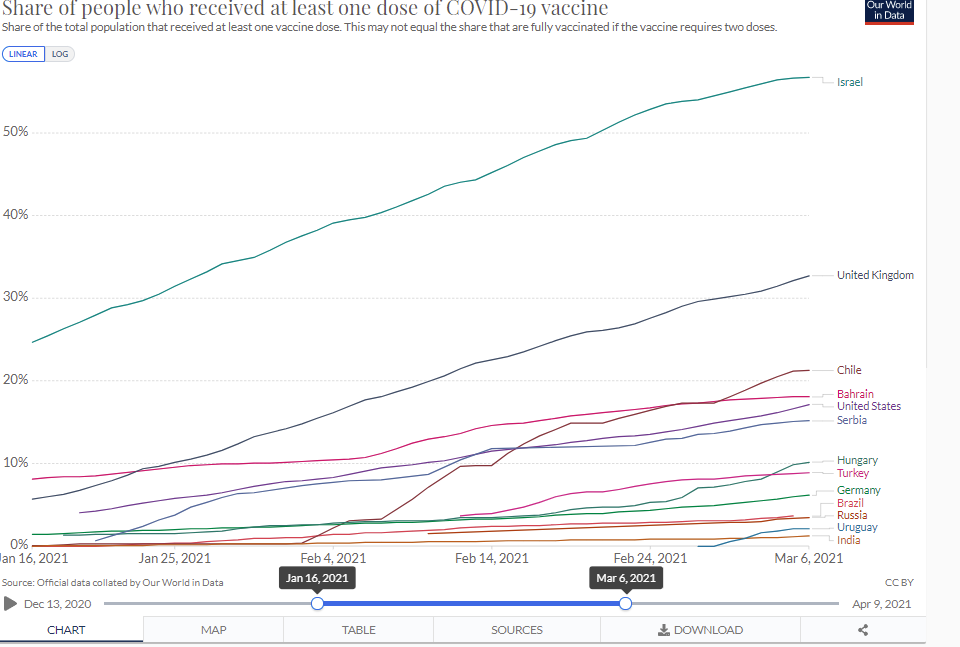 Share of people who received at least one dose of COVID-19 vaccine
Our World
in Data
Share of the total population that received at least one vaccine dose. This may not equal the share that are fully vaccinated if the vaccine requires two doses.
LINEAR LOG
Israel
50%
40%
United Kingdom
30%
Chile
20%
Bahrain
United States
Serbia
10%
Hungary
Turkey
Germany
Brazil
Russia
Uruguay
India
0%
Jan 16, 2021 Jan 25, 2021 Feb 4, 2021 Feb 14, 2021 Feb 24, 2021 Mar 6, 2021
Source: Official data collated by Our World in Data CC BY
Jan 16, 2021 Mar 6, 2021
Dec 13, 2020 Apr 9, 2021
CHART MAP TABLE SOURCES DOWNLOAD